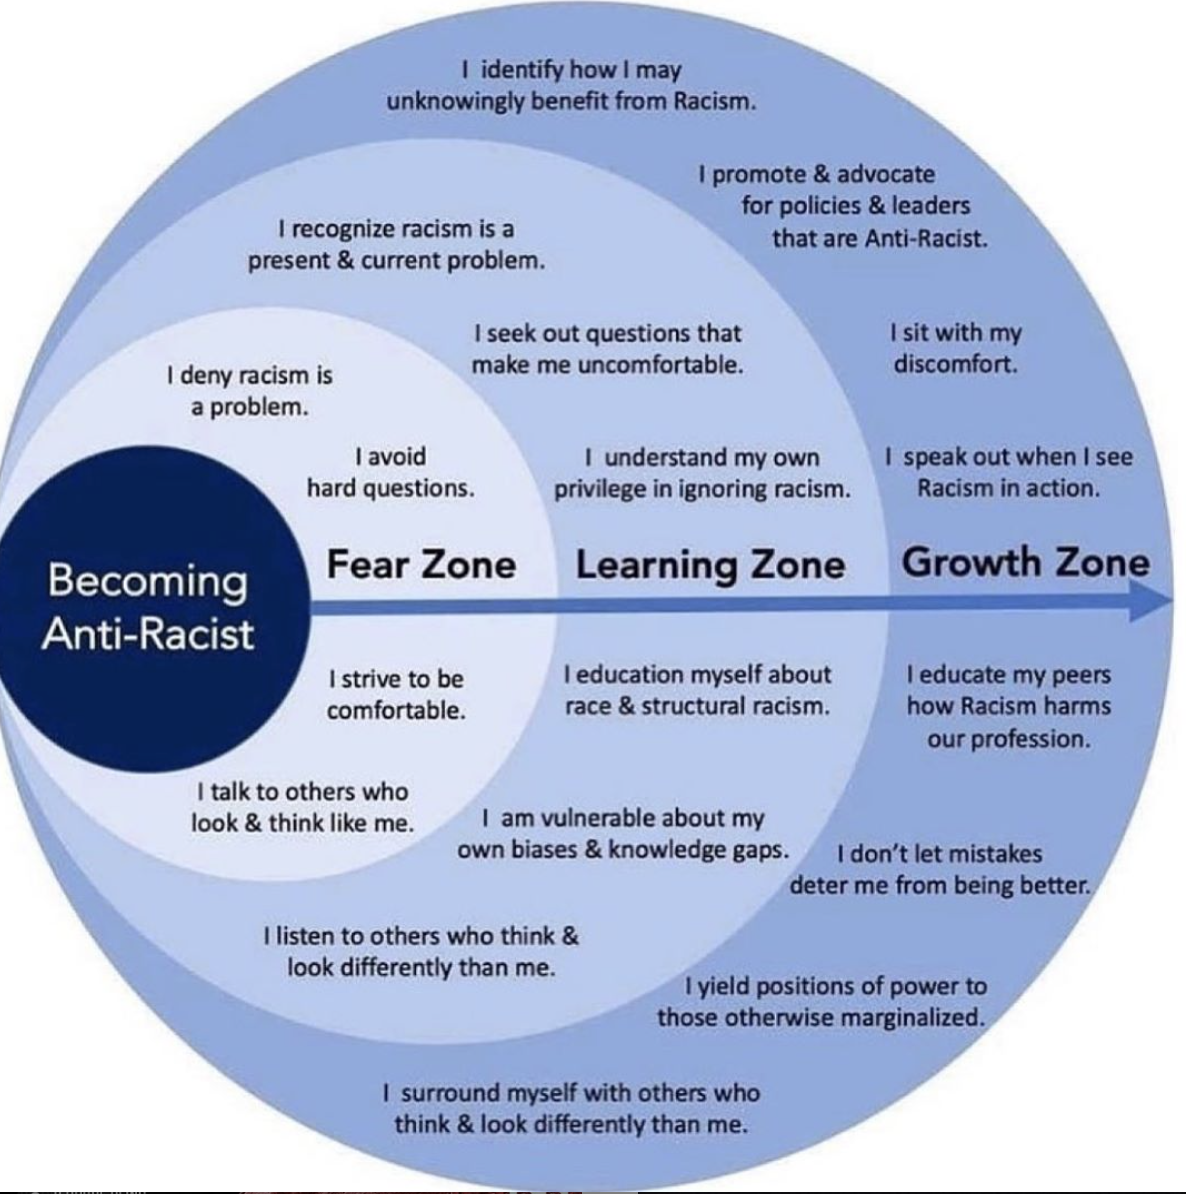 I identify how I may
unknowingly benefit from Racism.
I promote & advocate
for policies & leaders
that are Anti-Racist.
I recognize racism is a
present & current problem.
I seek out questions that
make me uncomfortable.
I sit with my
discomfort.
I deny racism is
a problem.
I avoid
hard questions.
I understand my own
privilege in ignoring racism.
I speak out when I see
Racism in action.
Becoming
Anti-Racist
Fear Zone
Learning Zone
Growth Zone
I strive to be
comfortable.
I education myself about
race & structural racism.
I educate my peers
how Racism harms
our profession.
I talk to others who
look & think like me.
I am vulnerable about my
own biases & knowledge gaps.
I don't let mistakes
deter me from being better.
I listen to others who think &
look differently than me.
I yield positions of power to
those otherwise marginalized.
I surround myself with others who
think & look differently than me.